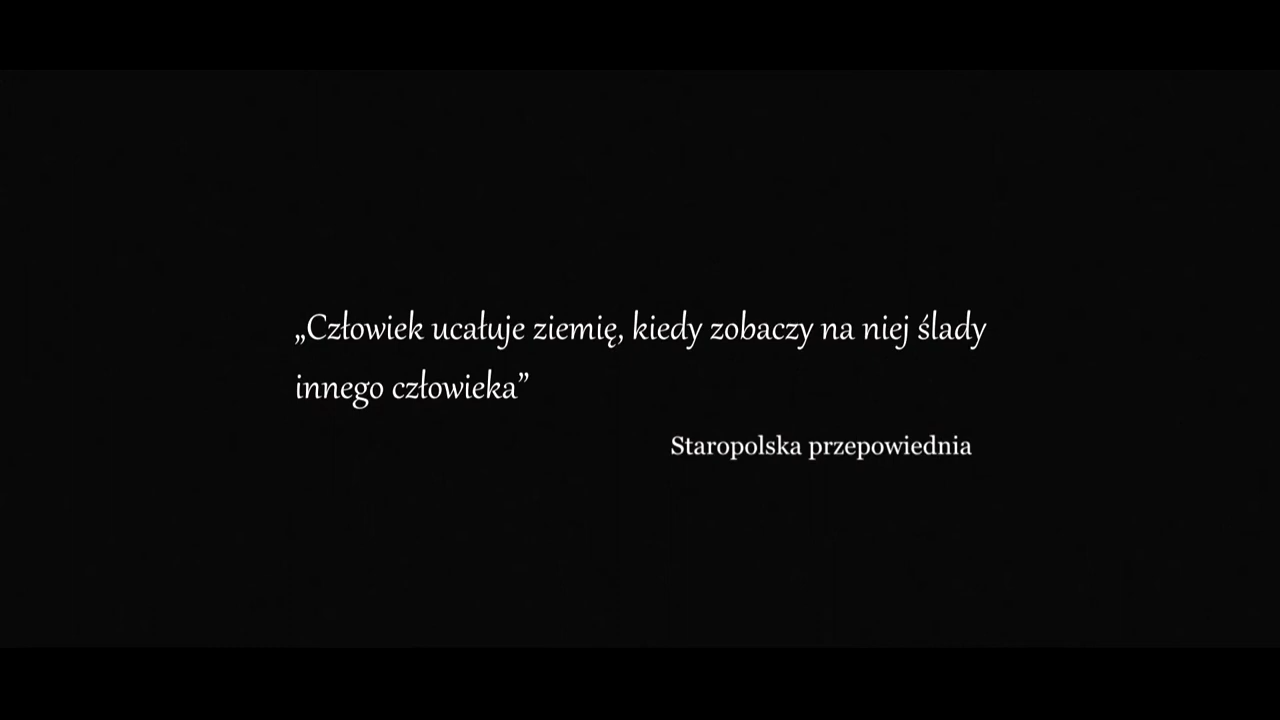 „Człowiek ucałuje ziemię, kiedy zobaczy na niej ślady
innego człowieka”
Staropolska przepowiednia